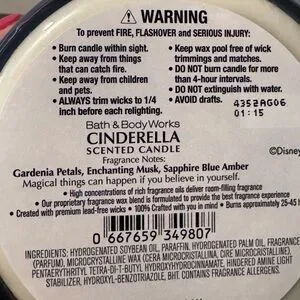 WARNING
To prevent FIRE, FLASHOVER and SERIOUS INJURY:
• Burn candle within sight.
• Keep away from things that can catch fire.
• Keep away from children and pets.
• ALWAYS trim wicks to 1/4 inch before each relighting.
• Keep wax pool free of wick trimmings and matches.
• DO NOT burn candle for more than 4-hour intervals.
• DO NOT extinguish with water.
• AVOID drafts.
4352AG06
01:15
Bath & Body Works
CINDERELLA
SCENTED CANDLE
©Disney
Fragrance Notes:
Gardenia Petals, Enchanting Musk, Sapphire Blue Amber
Magical things can happen if you believe in yourself.
• High concentrations of rich fragrance oils deliver room-filling fragrance
• Our proprietary fragrance wax blend is formulated to provide the best fragrance experience
• Created with premium lead-free wicks • 100% Crafted with you in mind • Burns approximately 25-45 h
0 667659 349807
INGREDIENTS: HYDROGENATED SOYBEAN OIL, PARAFFIN, HYDROGENATED PALM OIL, FRAGRANCE
(PARFUM), MICROCRYSTALLINE WAX (CERA MICROCRISTALLINA, CIRE MICROCRISTALLINE),
PENTAERYTHRITYL TETRA-DI-T-BUTYL HYDROXYHYDROCINNAMATE, HINDERED AMINE LIGHT
STABILIZER, HYDROXYL-BENZOTRIAZOLE, BHT. CONTAINS FRAGRANCE ALLERGENS.